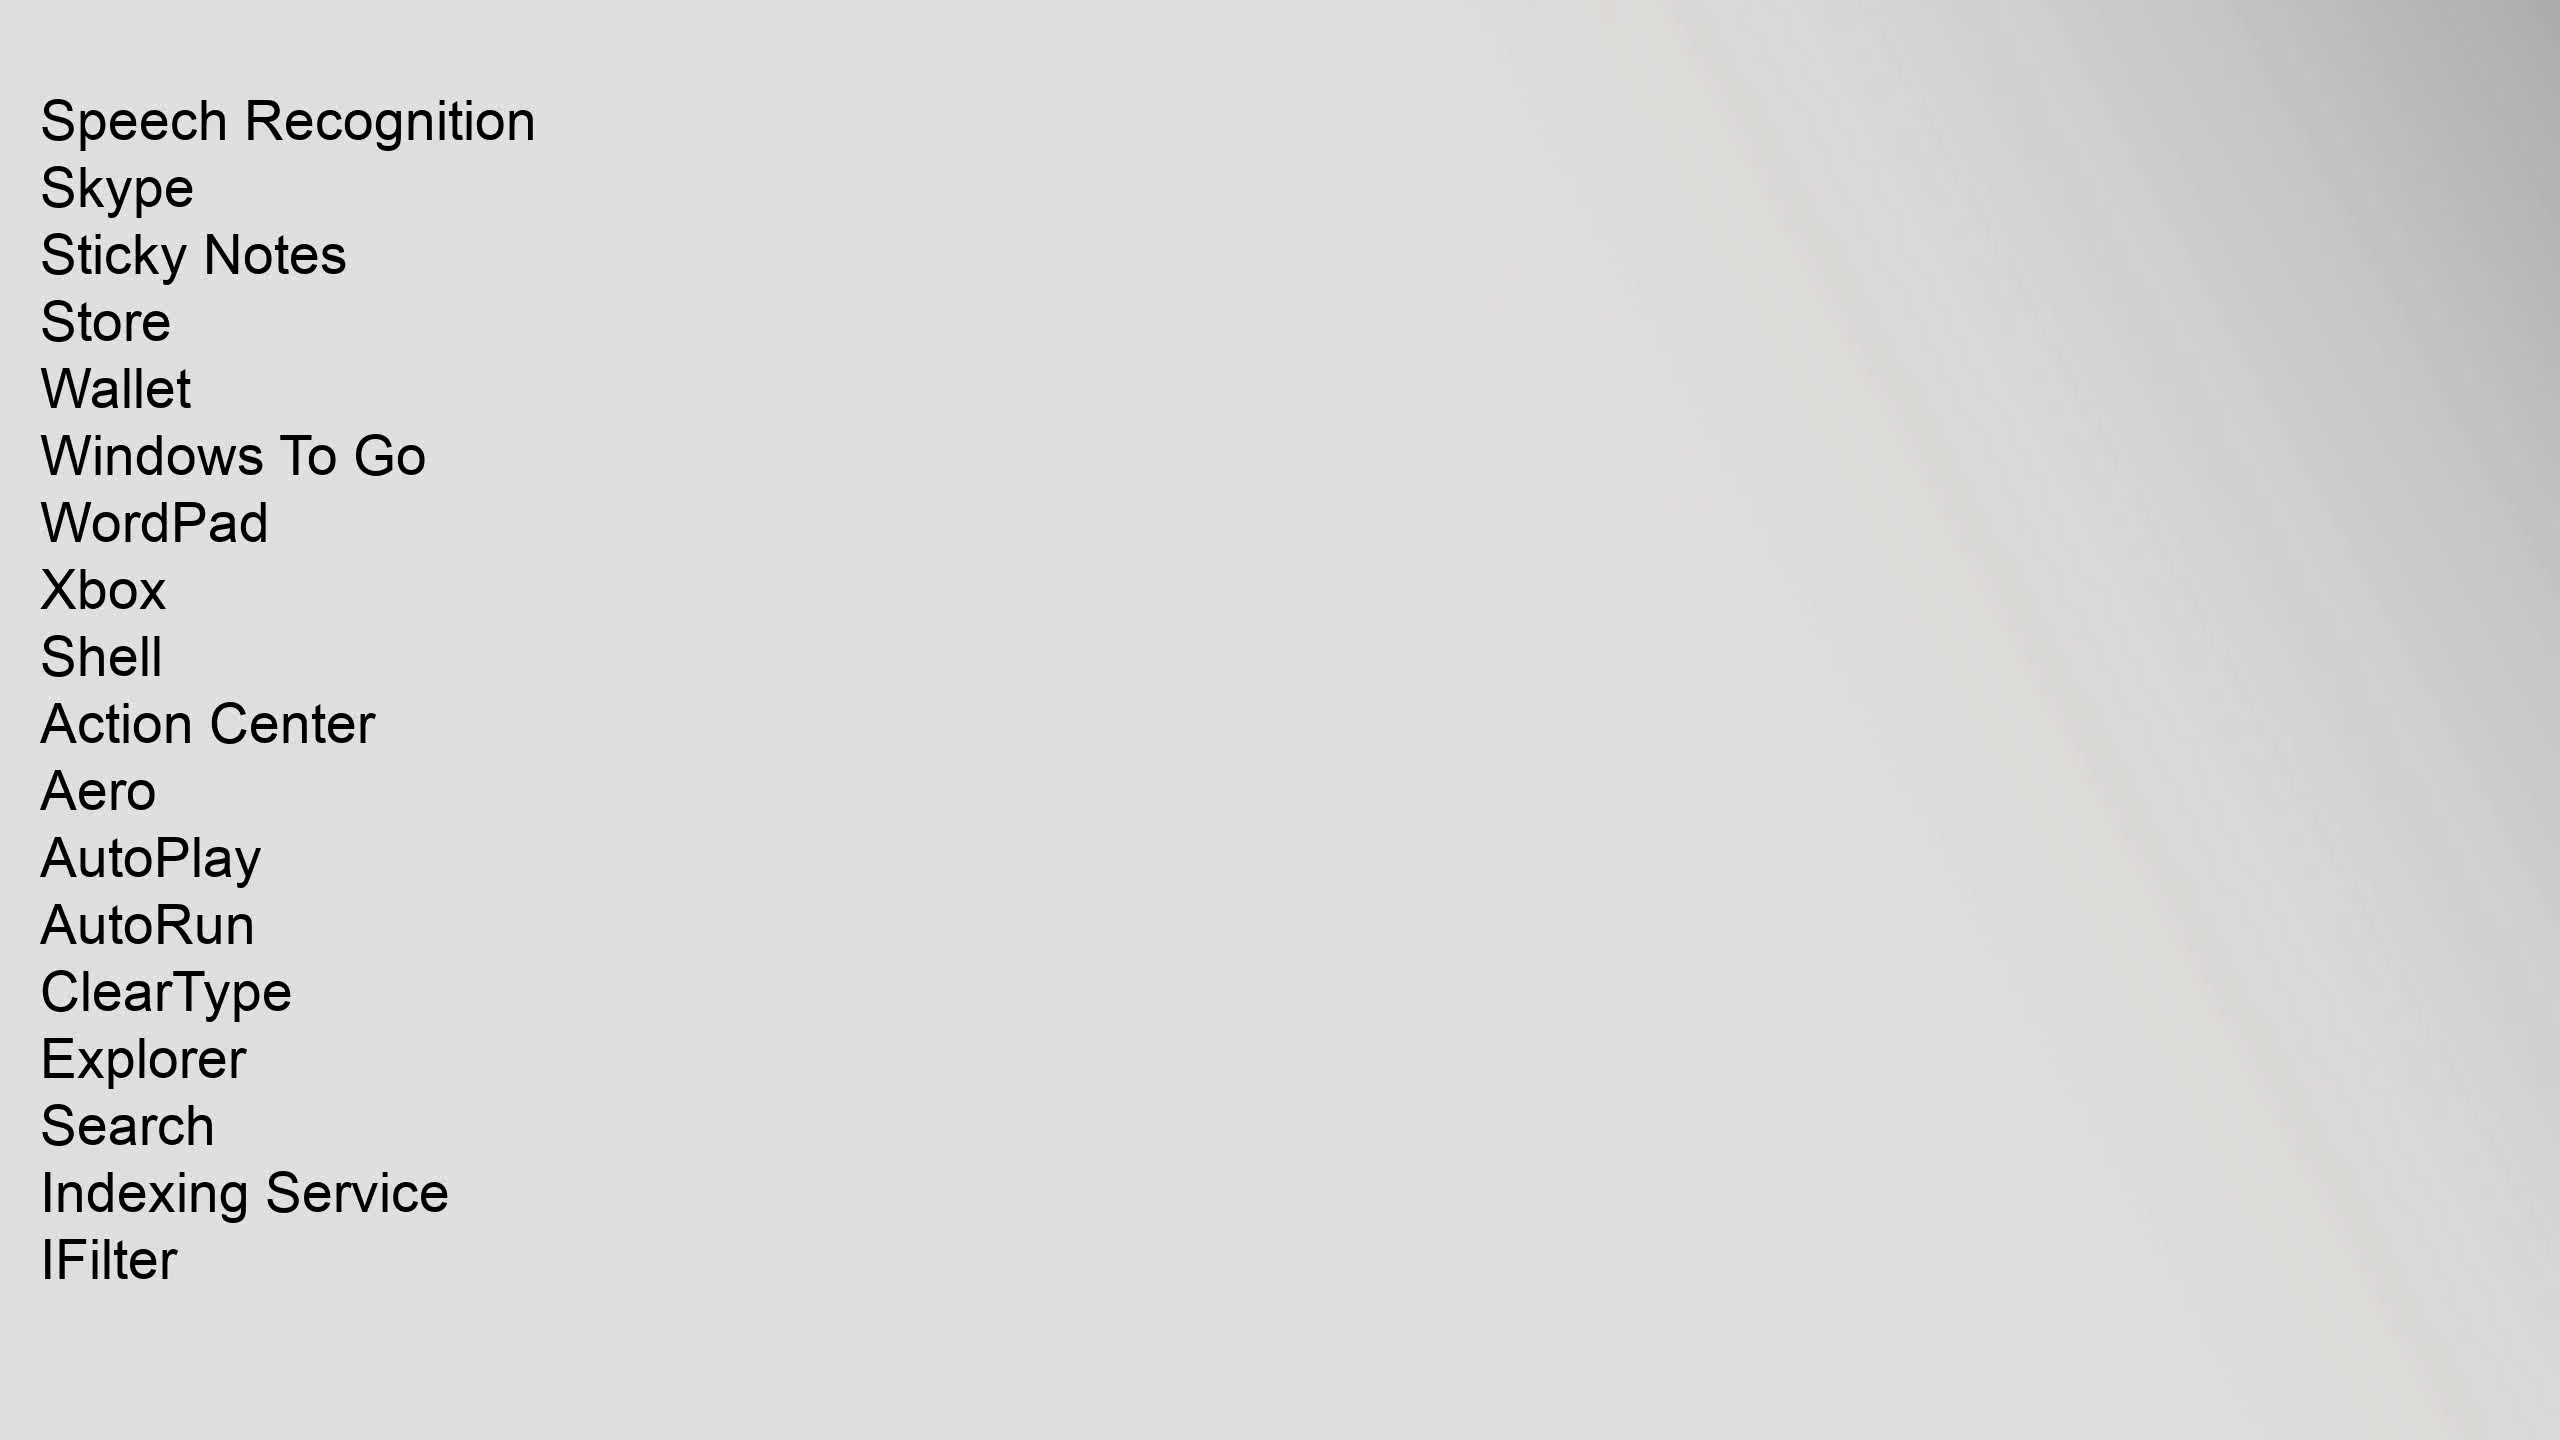 Speech Recognition
Skype
Sticky Notes
Store
Wallet
Windows To Go
WordPad
Xbox
Shell
Action Center
Aero
AutoPlay
AutoRun
ClearType
Explorer
Search
Indexing Service
IFilter